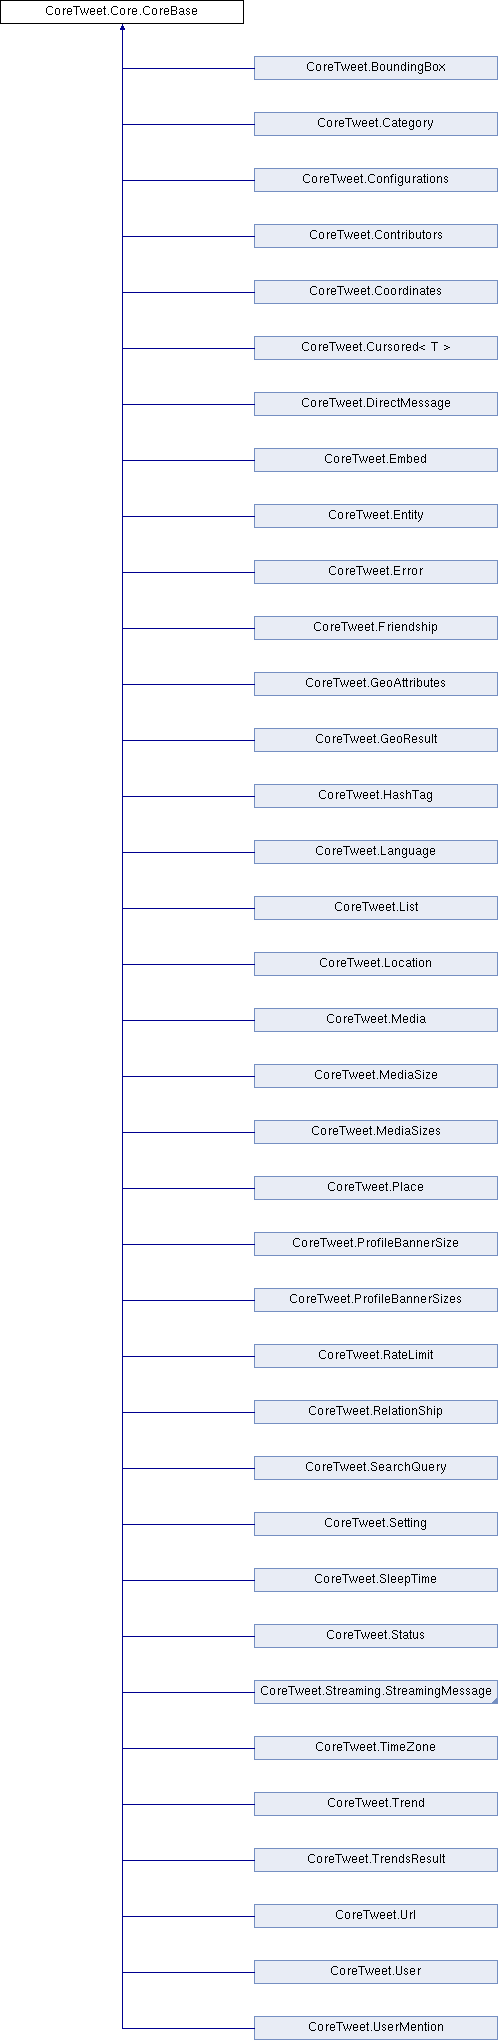 CoreTweet.Core.CoreBase
CoreTweet.BoundingBox
CoreTweet.Category
CoreTweet.Configurations
CoreTweet.Contributors
CoreTweet.Coordinates
CoreTweet.Cursored< T >
CoreTweet.DirectMessage
CoreTweet.Embed
CoreTweet.Entity
CoreTweet.Error
CoreTweet.Friendship
CoreTweet.GeoAttributes
CoreTweet.GeoResult
CoreTweet.HashTag
CoreTweet.Language
CoreTweet.List
CoreTweet.Location
CoreTweet.Media
CoreTweet.MediaSize
CoreTweet.MediaSizes
CoreTweet.Place
CoreTweet.ProfileBannerSize
CoreTweet.ProfileBannerSizes
CoreTweet.RateLimit
CoreTweet.RelationShip
CoreTweet.SearchQuery
CoreTweet.Setting
CoreTweet.SleepTime
CoreTweet.Status
CoreTweet.Streaming.StreamingMessage
CoreTweet.TimeZone
CoreTweet.Trend
CoreTweet.TrendsResult
CoreTweet.Url
CoreTweet.User
CoreTweet.UserMention